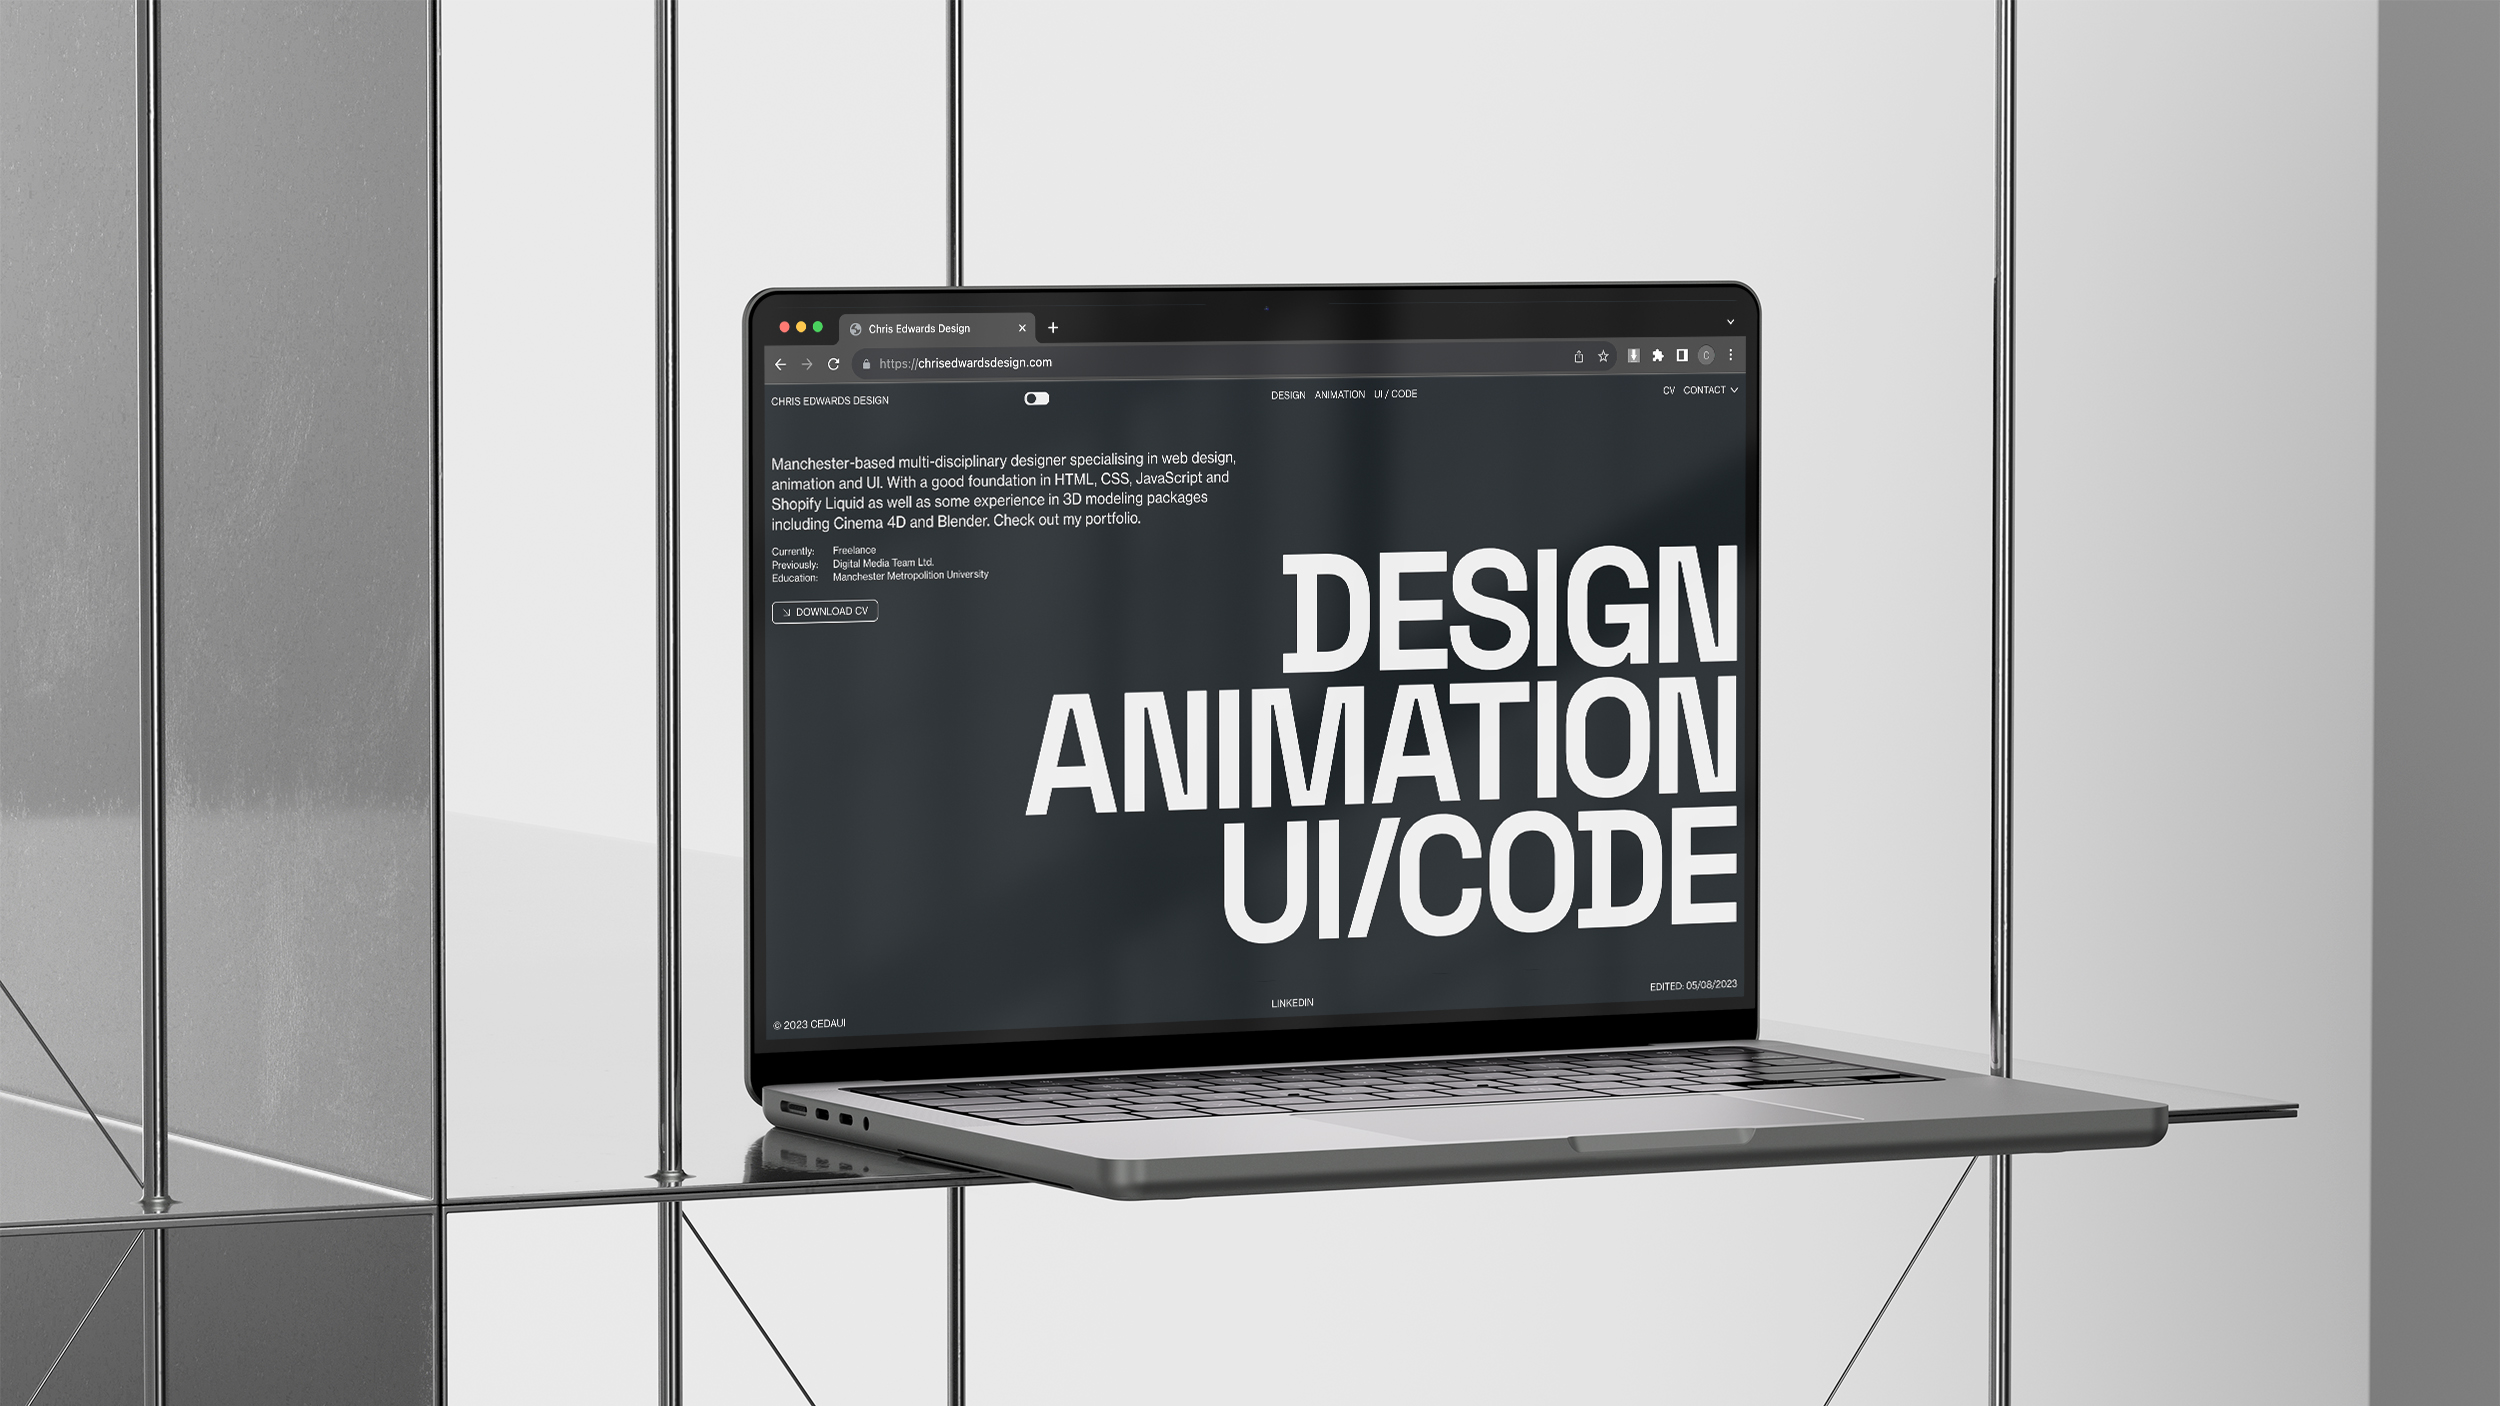 Chris Edwards Design
https://chrisedwardsdesign.com
C
CHRIS EDWARDS DESIGN
DESIGN ANIMATION UI / CODE
CV CONTACT
Manchester-based multi-disciplinary designer specialising in web design,
animation and UI. With a good foundation in HTML, CSS, JavaScript and
Shopify Liquid as well as some experience in 3D modeling packages
including Cinema 4D and Blender. Check out my portfolio.
Currently: Freelance
Previously: Digital Media Team Ltd.
Education: Manchester Metropolition University
DOWNLOAD CV
DESIGN
ANIMATION
UI/CODE
© 2023 CEDAUI
LINKEDIN
EDITED: 05/08/2023